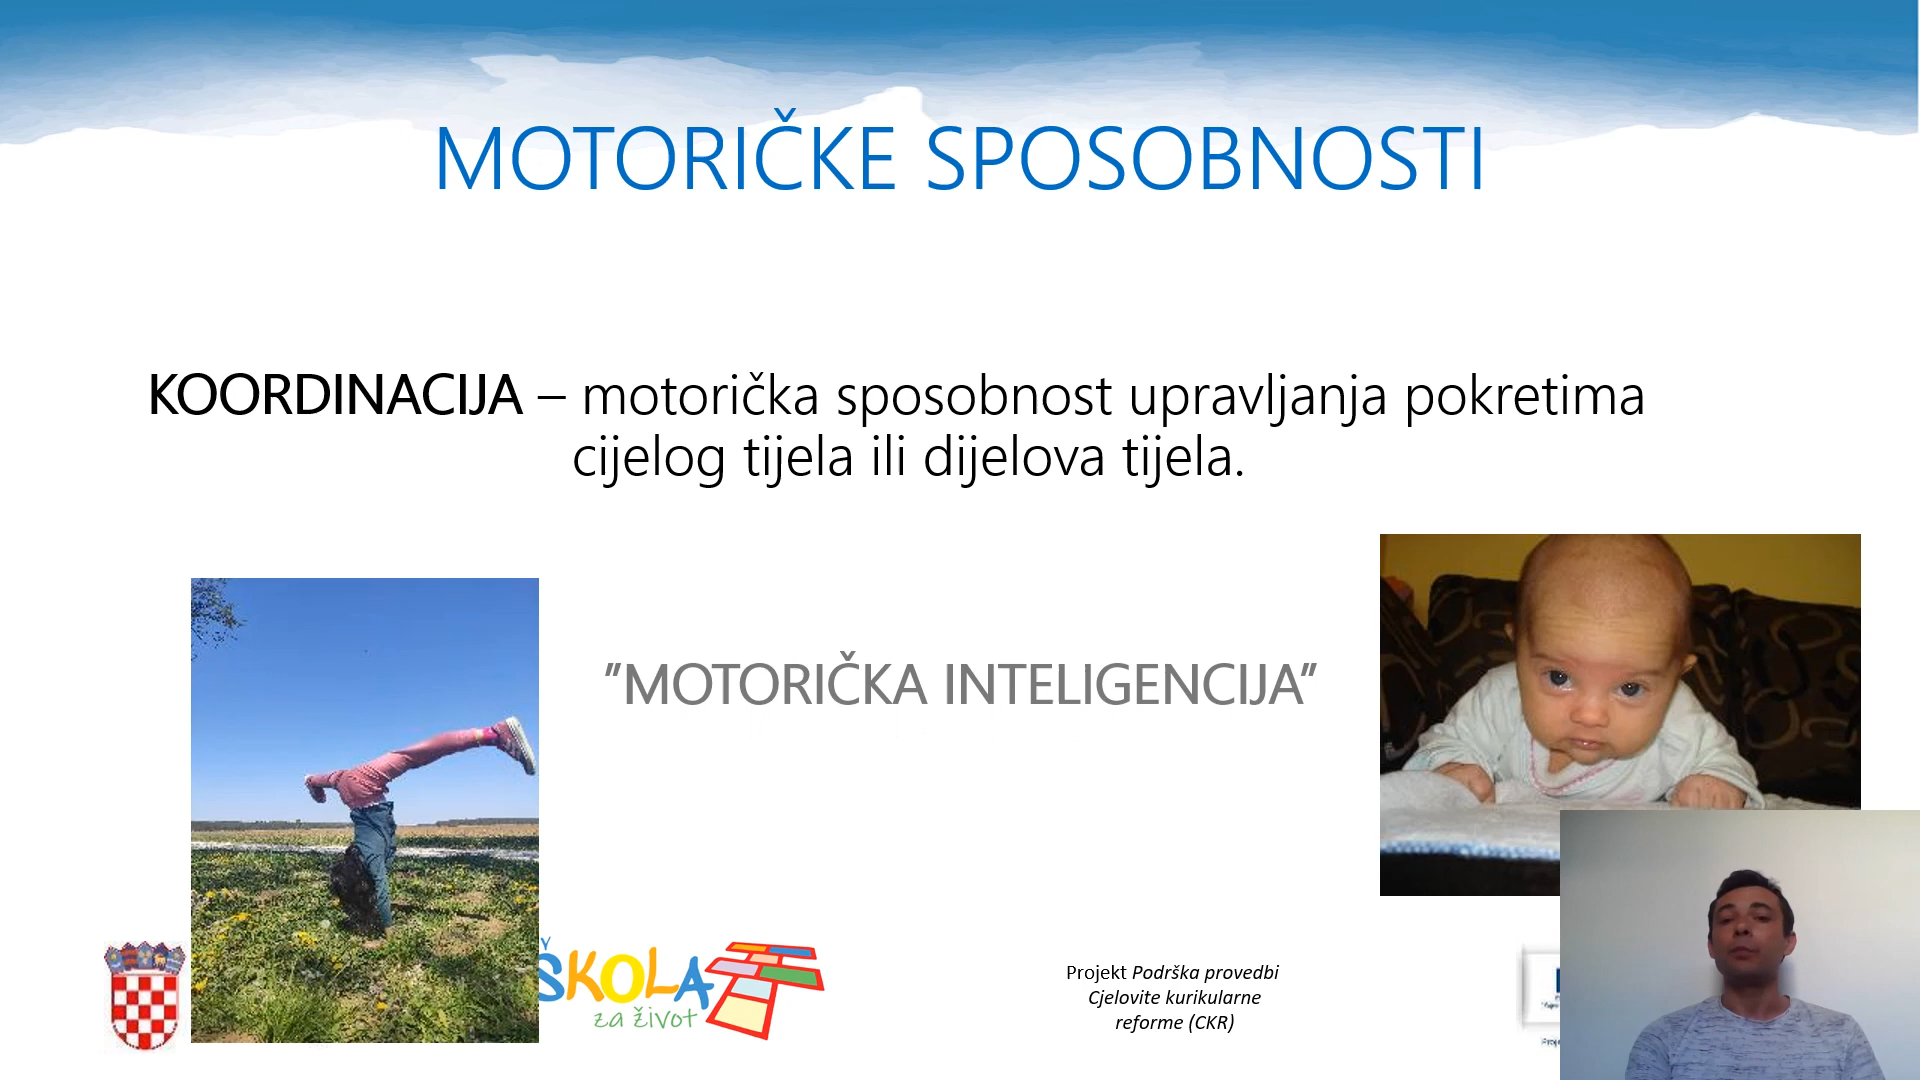 MOTORIČKE SPOSOBNOSTI
KOORDINACIJA – motorička sposobnost upravljanja pokretima
cijelog tijela ili dijelova tijela.
”MOTORIČKA INTELIGENCIJA”
ŠKOLA
za život
Projekt Podrška provedbi
Cjelovite kurikularne
reforme (CKR)